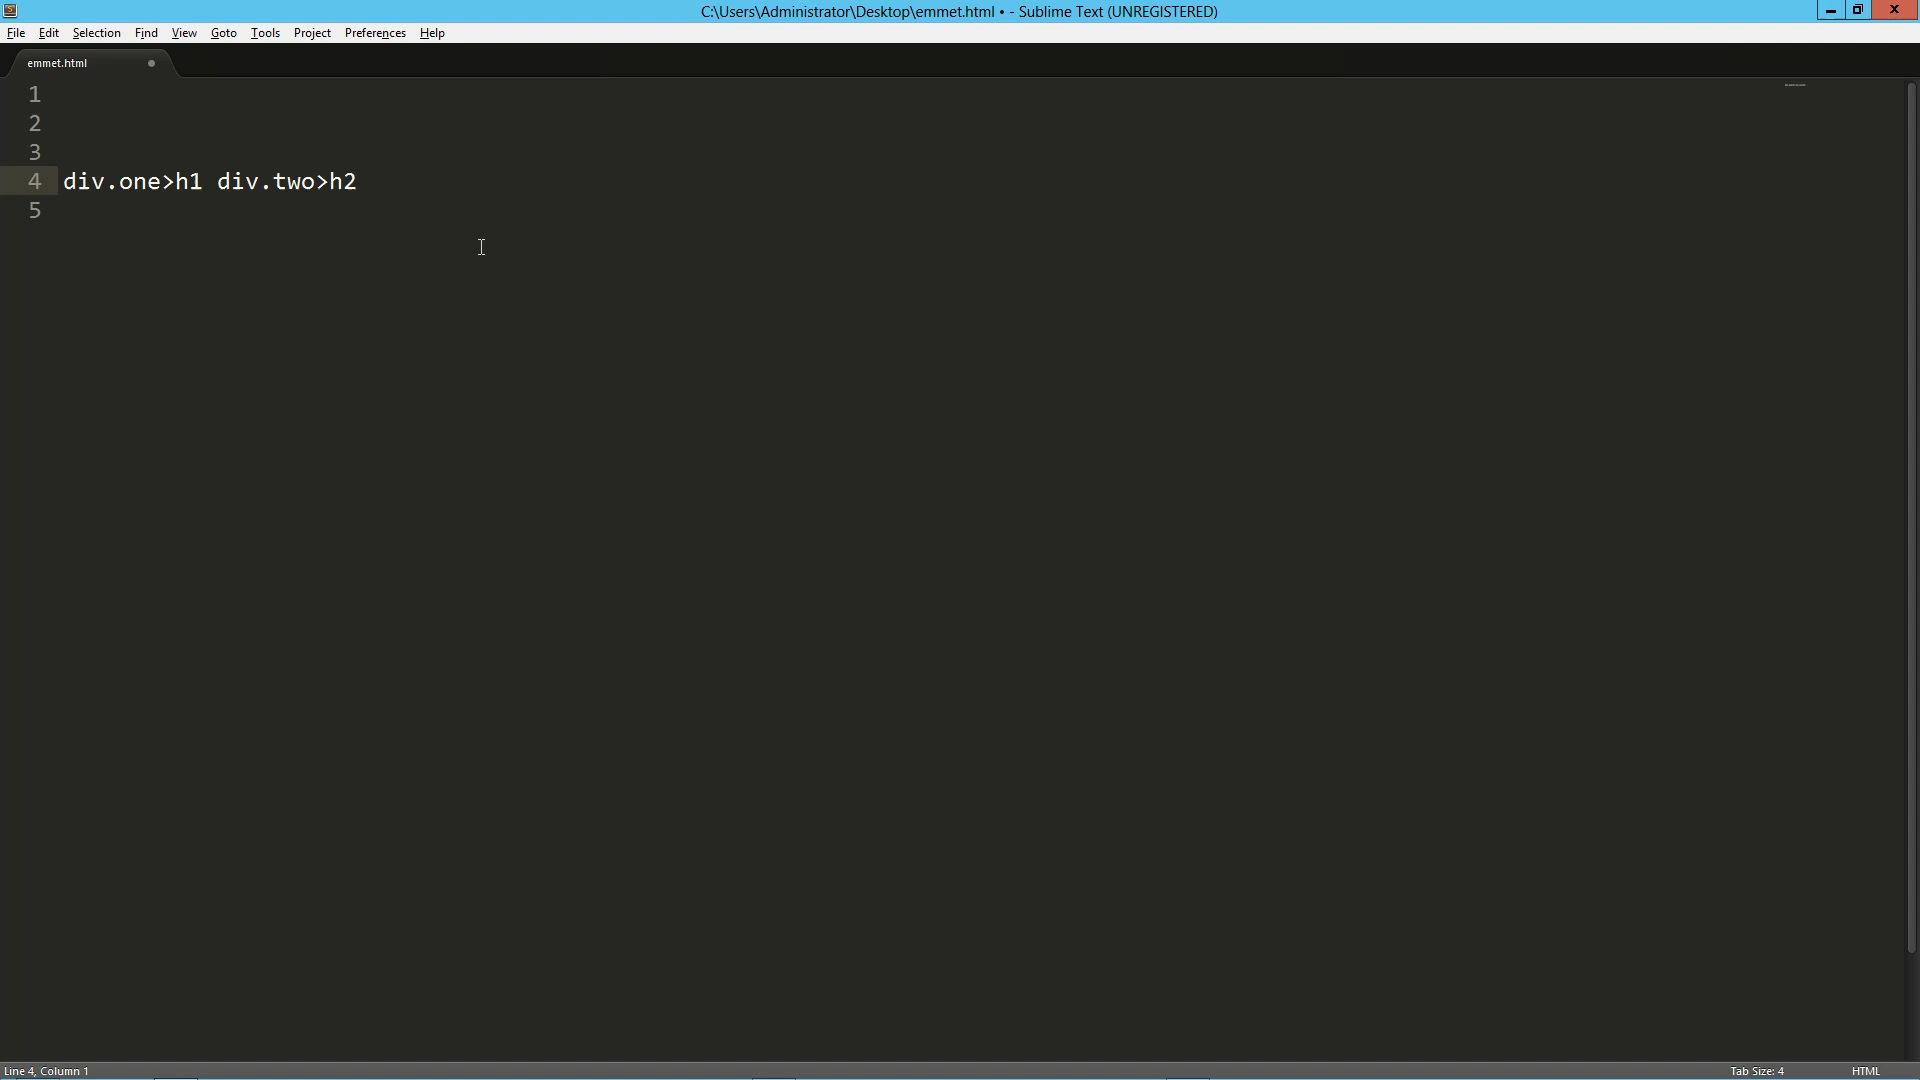 C:\Users\Administrator\Desktop\emmet.html • - Sublime Text (UNREGISTERED)
File Edit Selection Find View Goto Tools Project Preferences Help
emmet.html
1
2
3
4 div.one>h1 div.two>h2
5
Line 4, Column 1 Tab Size: 4 HTML